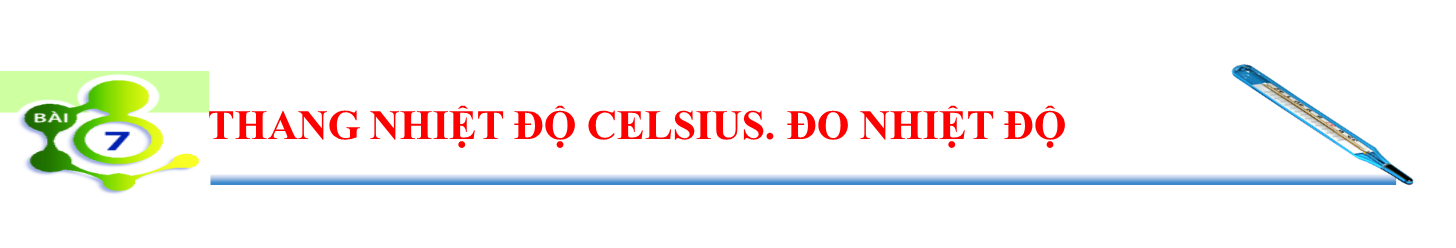 BÀI
7
THANG NHIỆT ĐỘ CELSIUS. ĐO NHIỆT ĐỘ